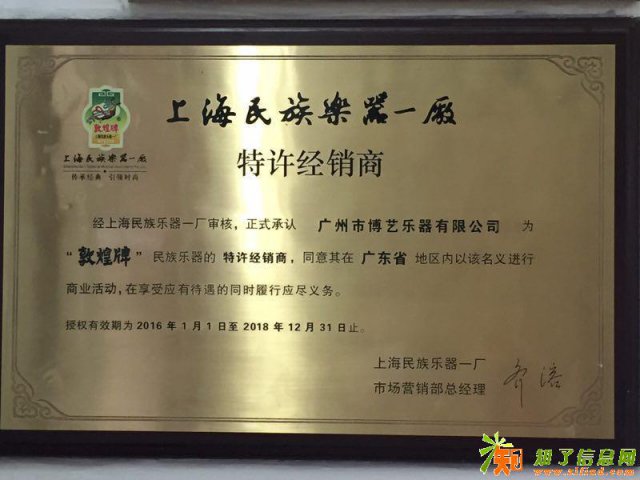 敦煌牌
上海民族樂器一廠
传承经典 · 引领时尚
上海民族樂器一廠
特许经销商
经上海民族乐器一厂审核，正式承认 广州市博艺乐器有限公司 为
“敦煌牌”民族乐器的 特许经销商，同意其在 广东省 地区内以该名义进行
商业活动，在享受应有待遇的同时履行应尽义务。
授权有效期为 2016 年 1 月 1 日至 2018 年 12 月 31 日止。
上海民族乐器一厂
市场营销部总经理
知了信息网